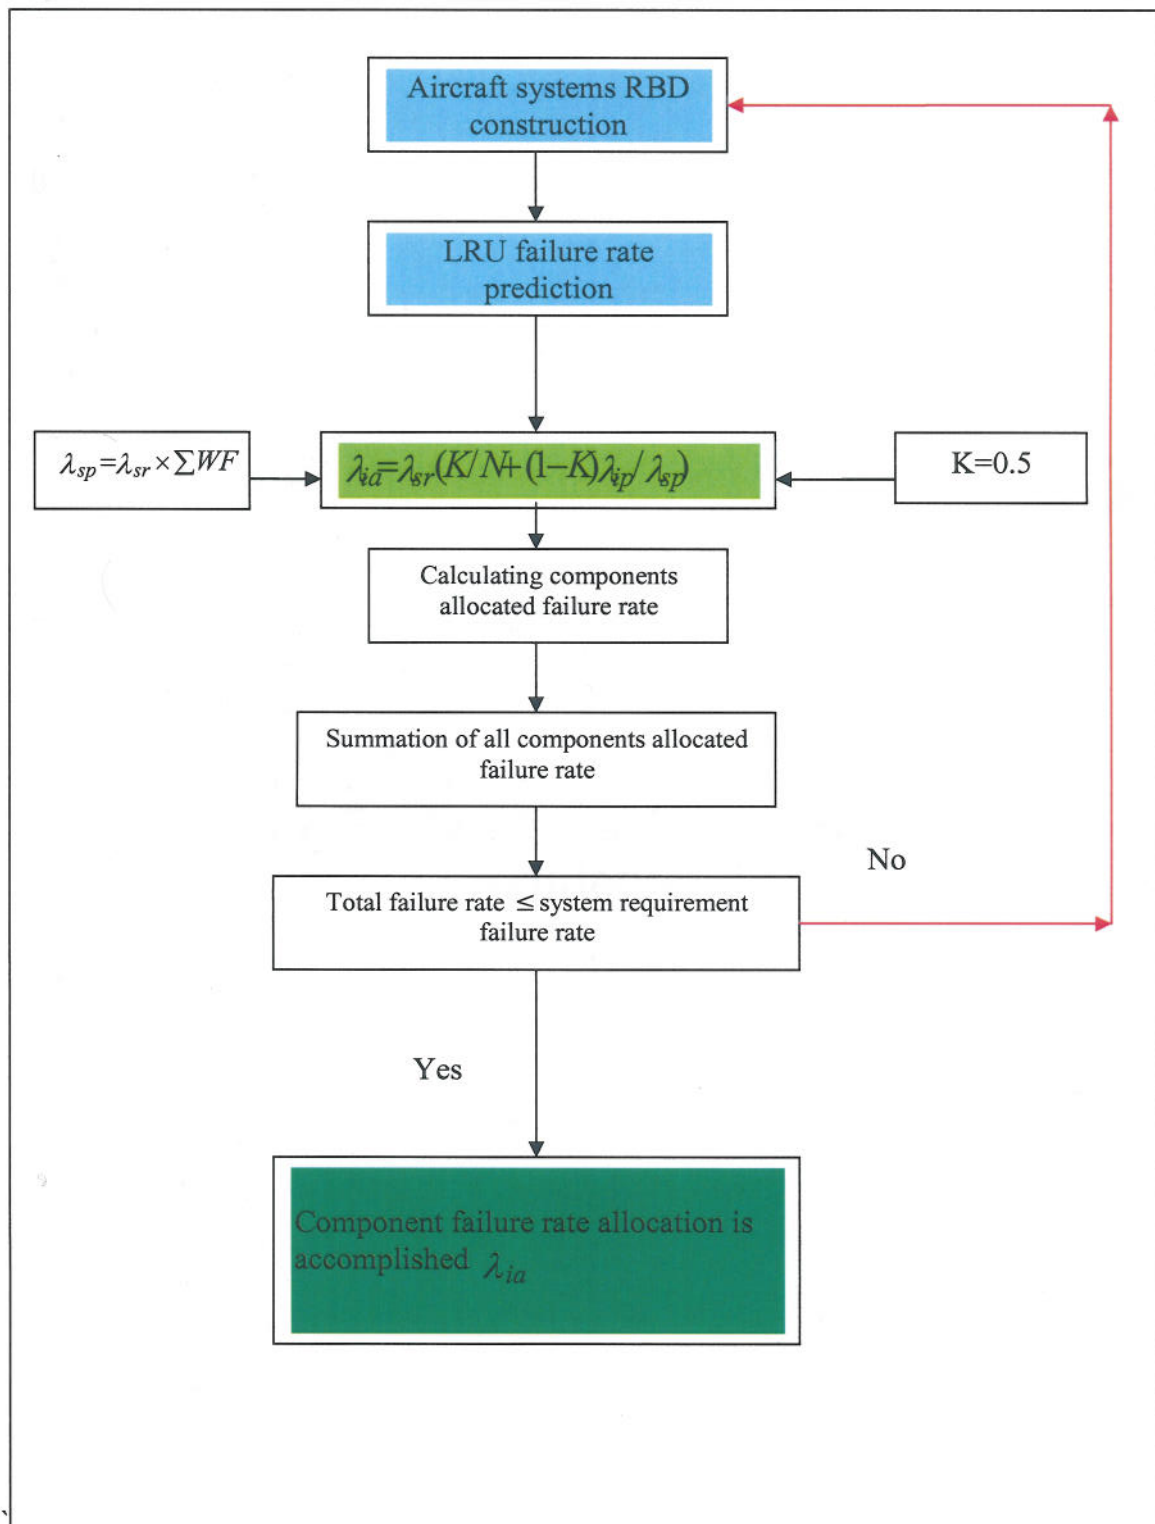 Aircraft systems RBD
construction
LRU failure rate
prediction
λsp=λsr×∑WF
λia=λsr(K/N+(1−K)λip/λsp)
K=0.5
Calculating components
allocated failure rate
Summation of all components allocated
failure rate
No
Total failure rate ≤ system requirement
failure rate
Yes
Component failure rate allocation is
accomplished λia